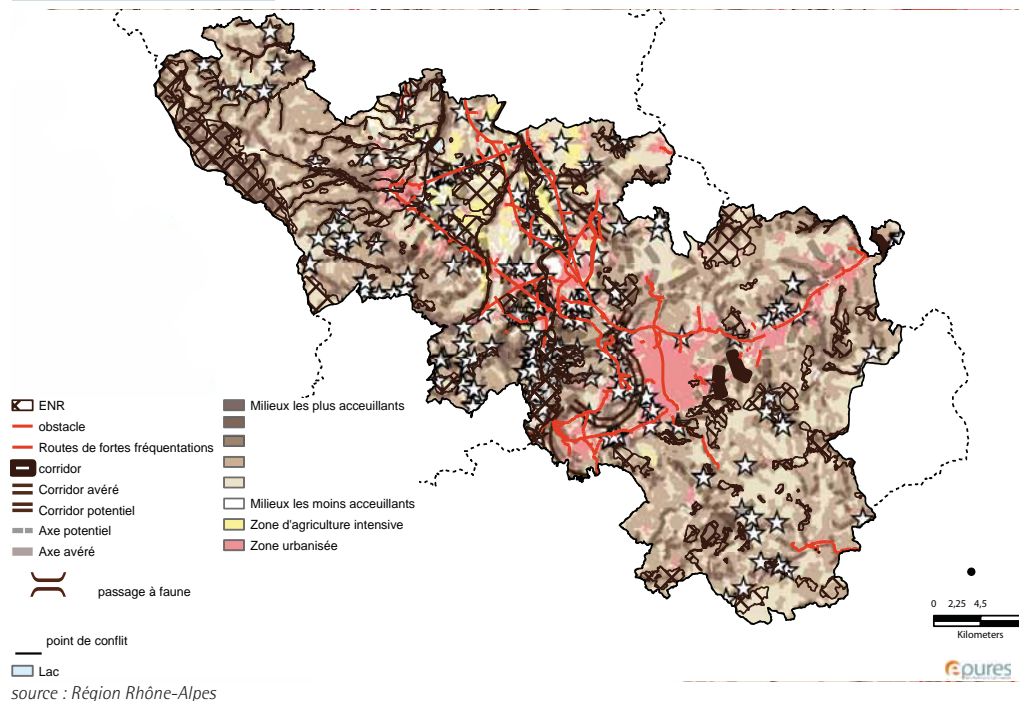 ENR
obstacle
Routes de fortes fréquentations
corridor
Corridor avéré
Corridor potentiel
Axe potentiel
Axe avéré
passage à faune
point de conflit
Lac
Milieux les plus acceuillants
Milieux les moins acceuillants
Zone d'agriculture intensive
Zone urbanisée
0 2,25 4,5
Kilometers
epures
source : Région Rhône-Alpes